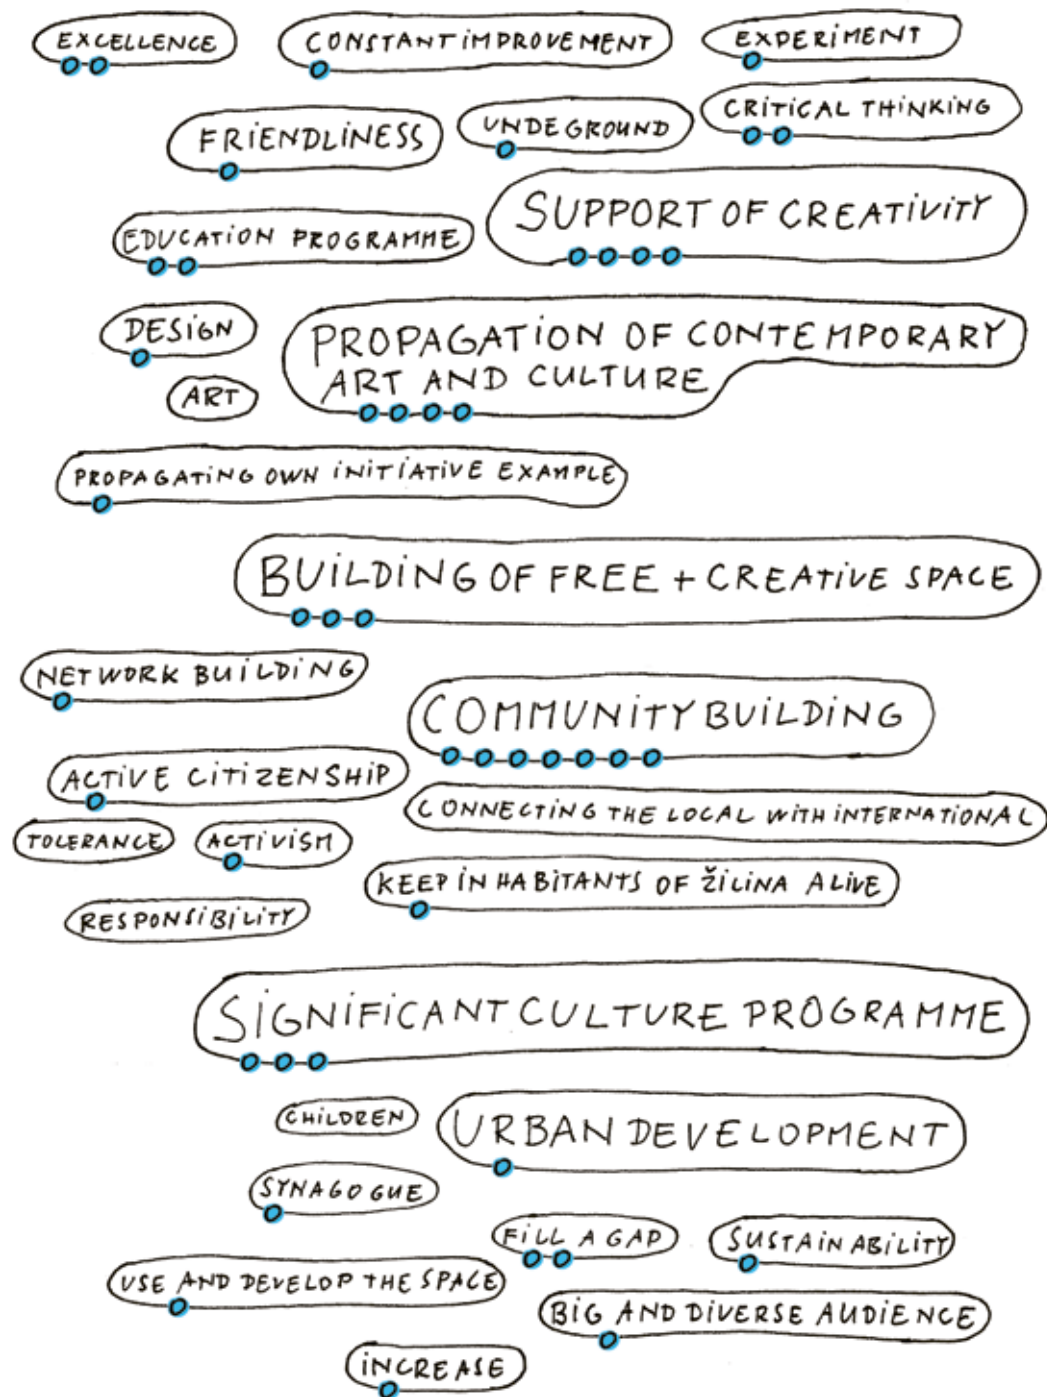 EXCELLENCE
CONSTANT iMPROVEMENT
EXPERiMENT
FRiENDLiNESS
UNDEGROUND
CRiTiCAL THiNKiNG
SUPPORT OF CREATiViTY
EDUCATiON PROGRAMME
DESiGN
PROPAGATiON OF CONTEMPORARY
ART AND CULTURE
ART
PROPAGATiNG OWN iNiTiATiVE EXAMPLE
BUiLDiNG OF FREE + CREATiVE SPACE
NETWORK BUiLDiNG
COMMUNiTY BUiLDiNG
ACTiVE CiTiZENSHiP
CONNECTiNG THE LOCAL WiTH iNTERNATiONAL
TOLERANCE
ACTiViSM
KEEP iNHABiTANTS OF ŽiLiNA ALiVE
RESPONSiBiLiTY
SiGNiFiCANT CULTURE PROGRAMME
CHiLDREN
URBAN DEVELOPMENT
SYNAGOGUE
FiLL A GAP
SUSTAiNABiLiTY
USE AND DEVELOP THE SPACE
BiG AND DiVERSE AUDiENCE
iNCREASE